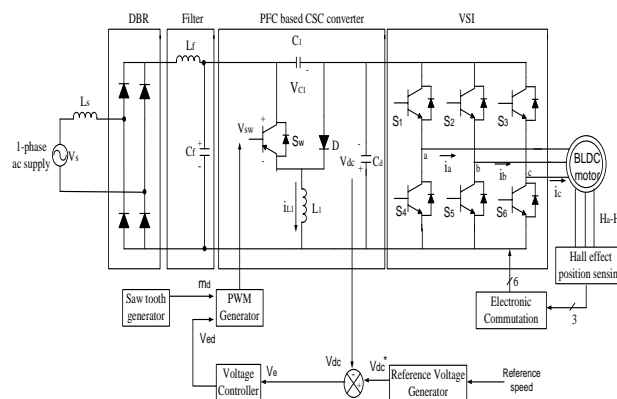 DBR
Filter
PFC based CSC converter
VSI
Lf
C1
-
VC1
Ls
1-phase
ac supply
Vs
Cf
+
-
Vsw
+
-
Sw
D
iL1
L1
Vdc
-
+
Cd
S1
S2
S3
a
b
c
ia
ib
ic
S4
S5
S6
BLDC
motor
Ha-H
Hall effect
position sensing
6
3
Electronic
Commutation
Saw tooth
generator
md
PWM
Generator
Ved
Voltage
Controller
Ve
Vdc
-
+
Vdc*
Reference Voltage
Generator
Reference
speed